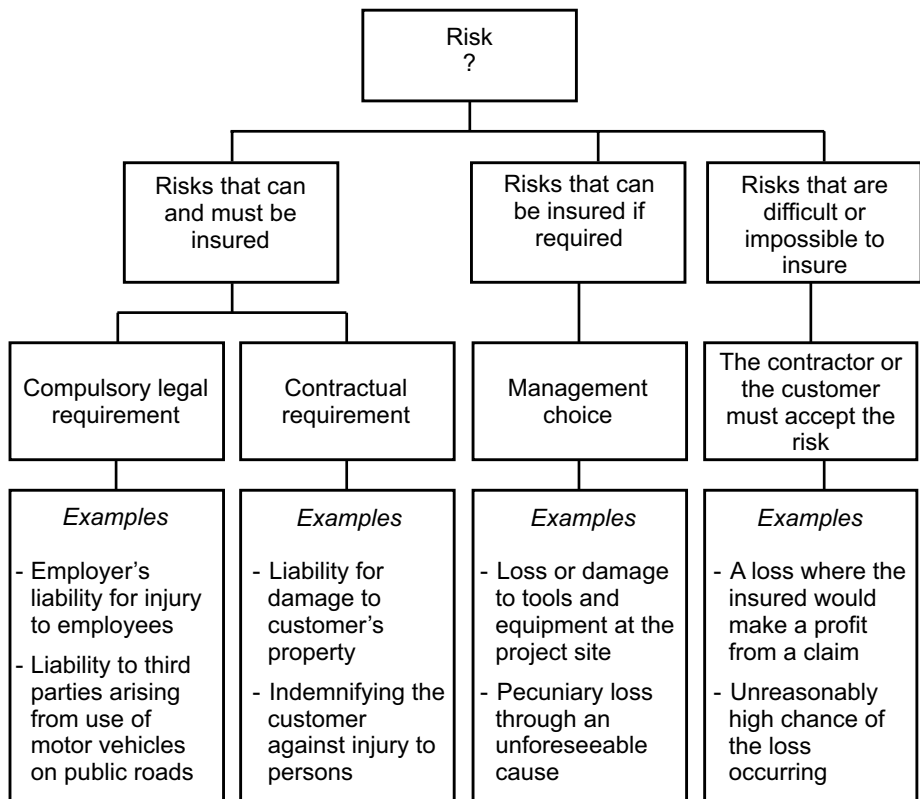 Risk
?
Risks that can
and must be
insured
Risks that can
be insured if
required
Risks that are
difficult or
impossible to
insure
Compulsory legal
requirement
Contractual
requirement
Management
choice
The contractor or
the customer
must accept the
risk
Examples
- Employer’s
liability for injury
to employees
- Liability to third
parties arising
from use of
motor vehicles
on public roads
Examples
- Liability for
damage to
customer’s
property
- Indemnifying the
customer
against injury to
persons
Examples
- Loss or damage
to tools and
equipment at the
project site
- Pecuniary loss
through an
unforeseeable
cause
Examples
- A loss where the
insured would
make a profit
from a claim
- Unreasonably
high chance of
the loss
occurring